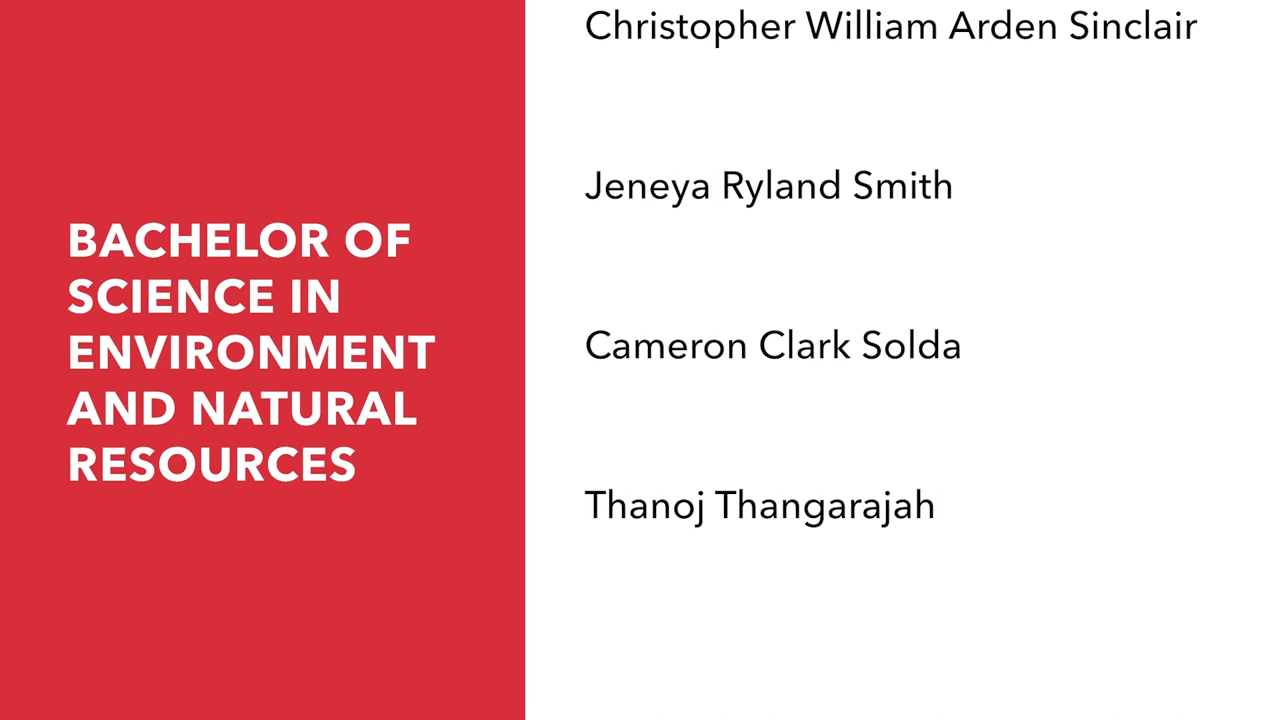 BACHELOR OF
SCIENCE IN
ENVIRONMENT
AND NATURAL
RESOURCES
Christopher William Arden Sinclair
Jeneya Ryland Smith
Cameron Clark Solda
Thanoj Thangarajah